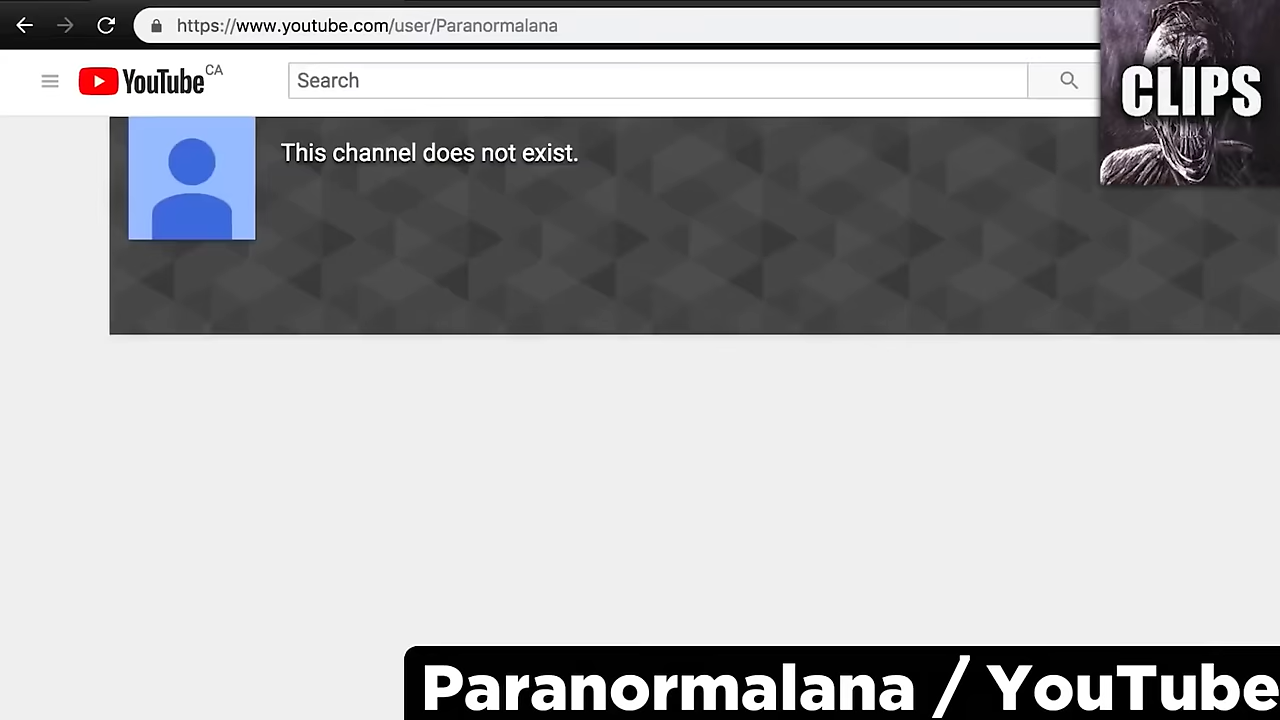 https://www.youtube.com/user/Paranormalana
YouTube CA
Search
CLIPS
This channel does not exist.
Paranormalana / YouTube